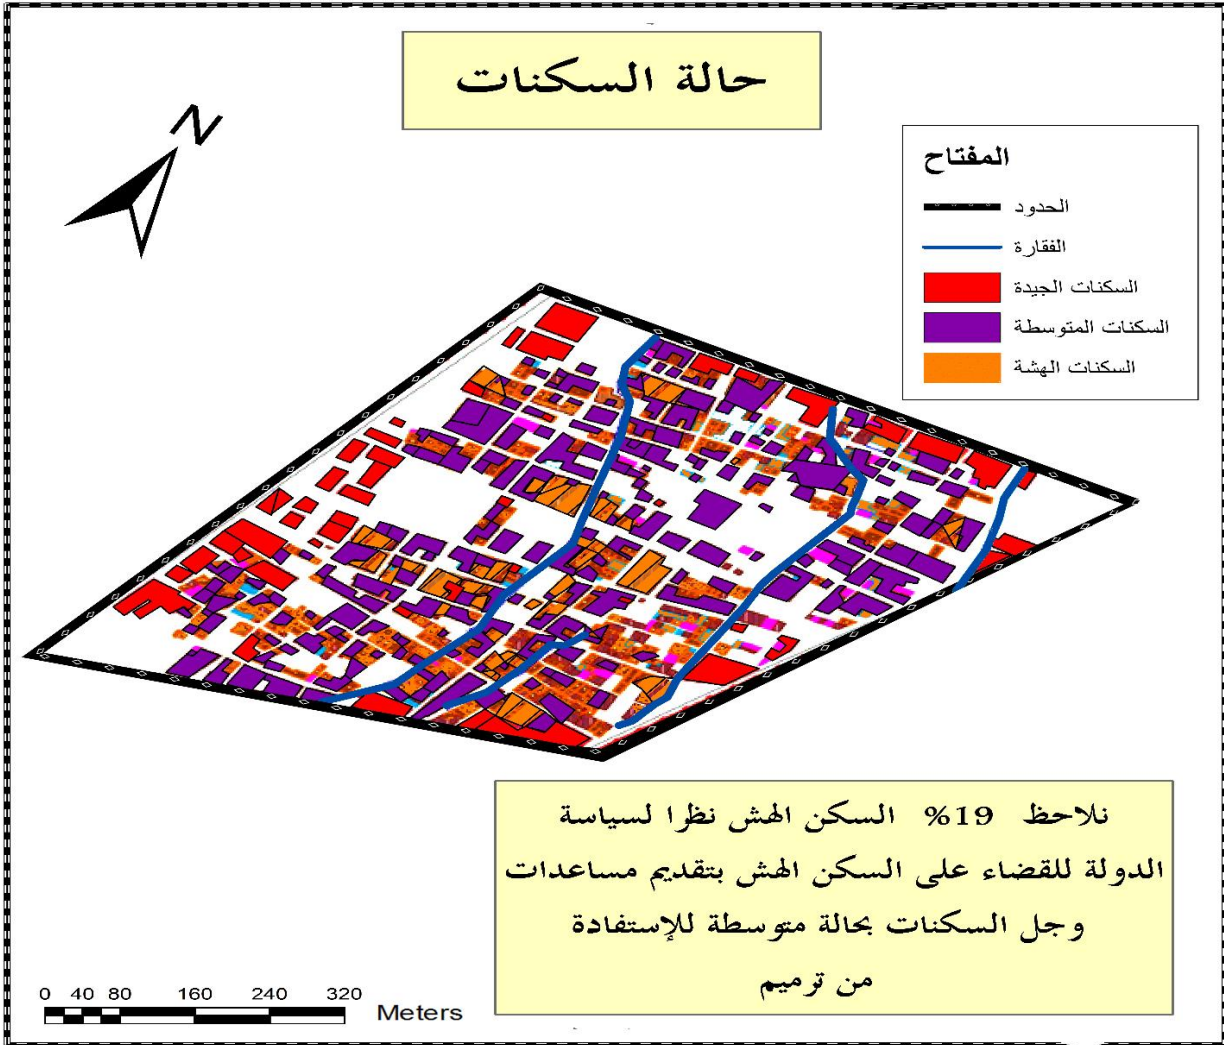 حالة السكنات
N
المفتاح
الحدود
الفقارة
السكنات الجيدة
السكنات المتوسطة
السكنات الهشة
نلاحظ 19% السكن الهش نظرا لسياسة
الدولة للقضاء على السكن الهش بتقديم مساعدات
وجل السكنات بحالة متوسطة للإستفادة
من ترميم
0 40 80 160 240 320
Meters